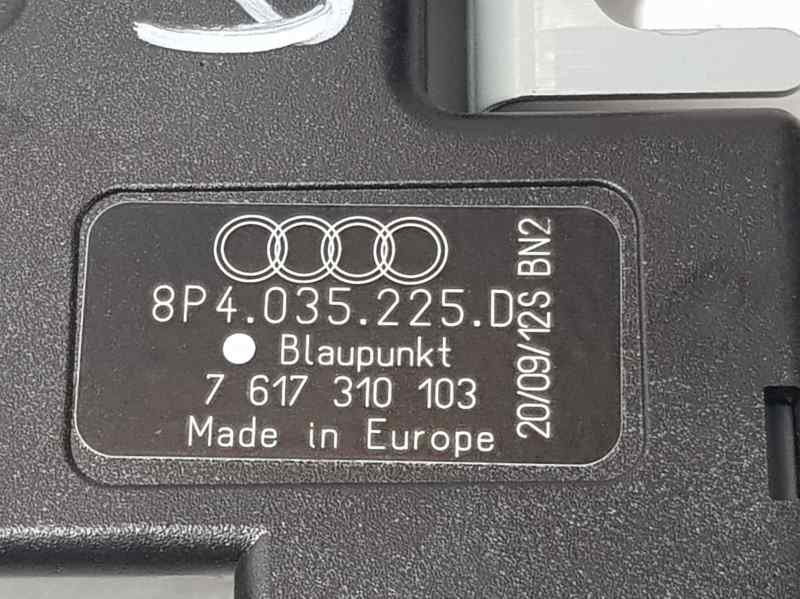 8P4.035.225.D
Blaupunkt
7 617 310 103
Made in Europe
20/09/12S BN2